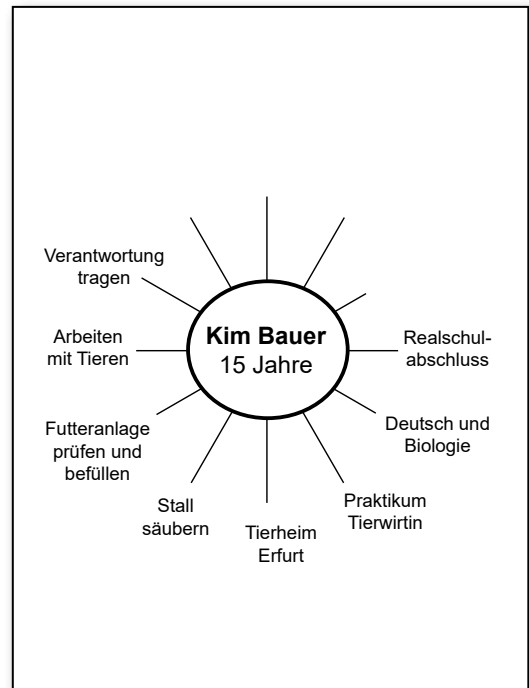 Verantwortung
tragen
Arbeiten
mit Tieren
Kim Bauer
15 Jahre
Realschul-
abschluss
Futteranlage
prüfen und
befüllen
Deutsch und
Biologie
Stall
säubern
Tierheim
Erfurt
Praktikum
Tierwirtin